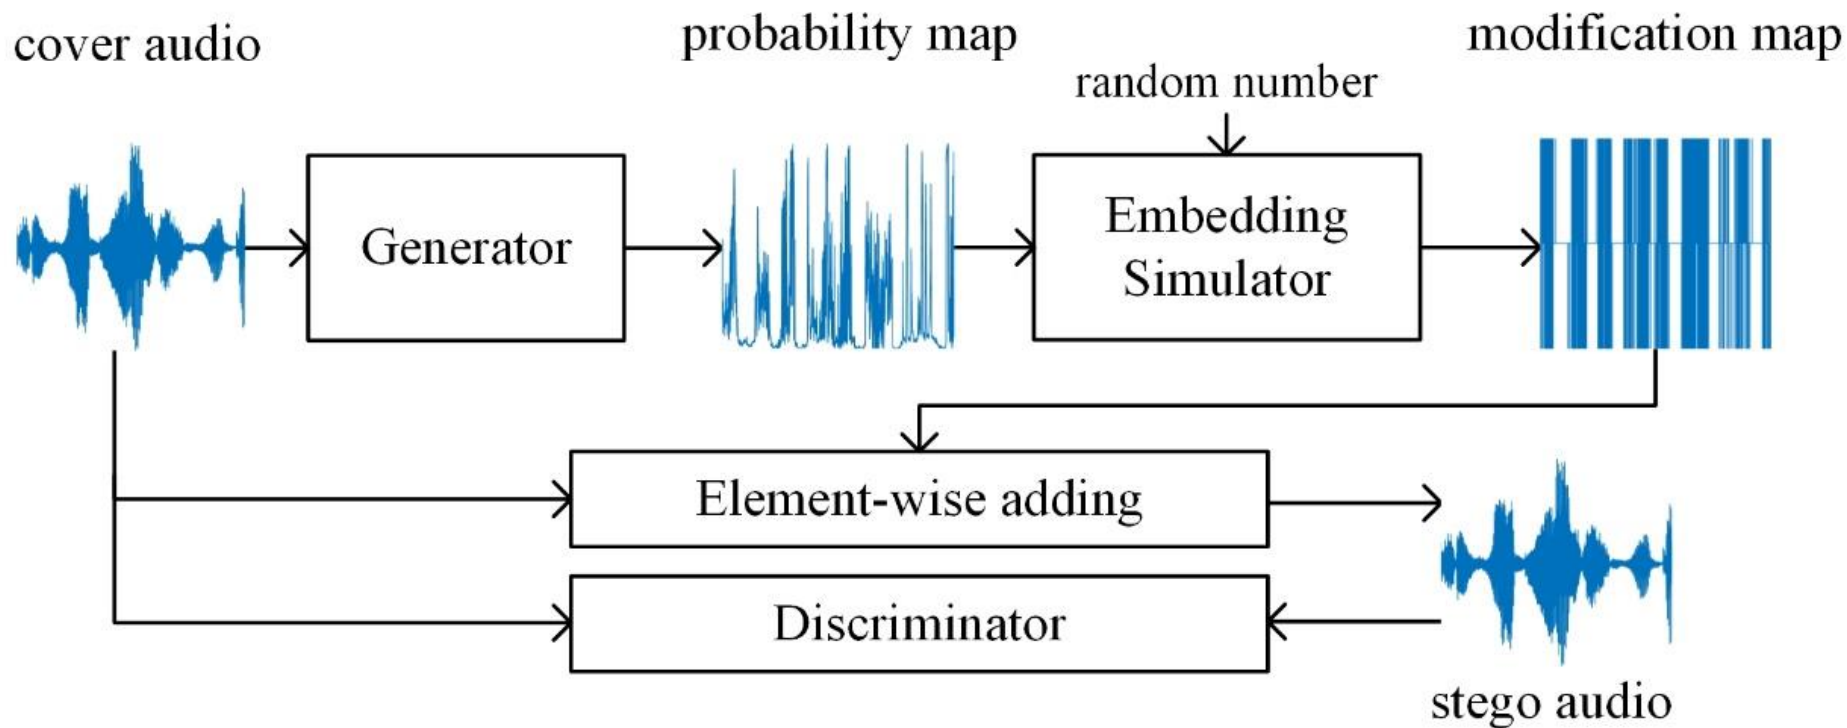 cover audio
probability map
modification map
random number
Generator
Embedding
Simulator
Element-wise adding
Discriminator
stego audio